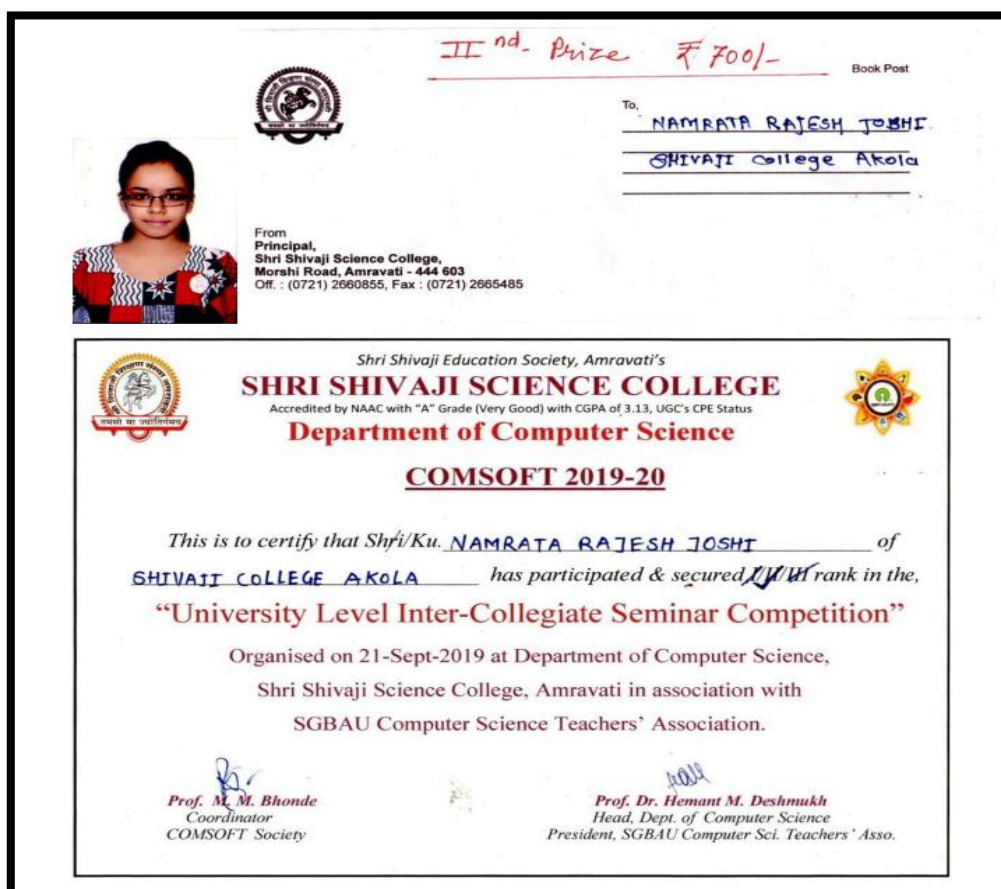 IInd- Prize ₹ 700/-
Book Post
To,
NAMRATA RAJESH JOSHI
SHIVAJI College Akola
From
Principal,
Shri Shivaji Science College,
Morshi Road, Amravati - 444 603
Off. : (0721) 2660855, Fax : (0721) 2665485
Shri Shivaji Education Society, Amravati's
SHRI SHIVAJI SCIENCE COLLEGE
Accredited by NAAC with "A" Grade (Very Good) with CGPA of 3.13, UGC's CPE Status
Department of Computer Science
COMSOFT 2019-20
This is to certify that Shri/Ku. NAMRATA RAJESH JOSHI of
SHIVAJI COLLEGE AKOLA has participated & secured I/II/III rank in the,
"University Level Inter-Collegiate Seminar Competition"
Organised on 21-Sept-2019 at Department of Computer Science,
Shri Shivaji Science College, Amravati in association with
SGBAU Computer Science Teachers' Association.
Prof. M. M. Bhonde
Coordinator
COMSOFT Society
Prof. Dr. Hemant M. Deshmukh
Head, Dept. of Computer Science
President, SGBAU Computer Sci. Teachers' Asso.